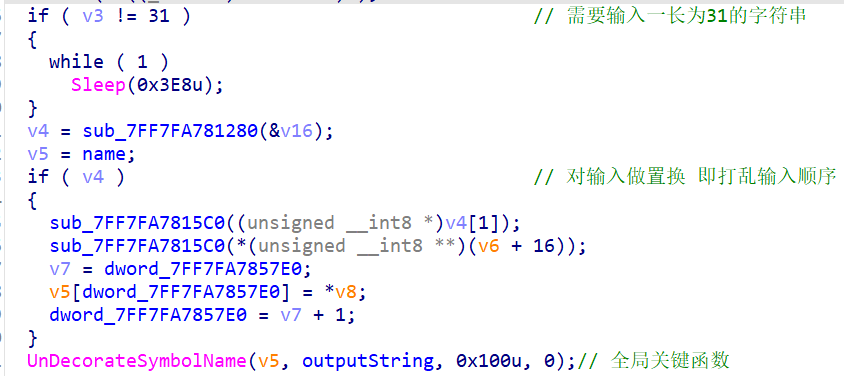 if ( v3 != 31 ) // 需要输入一长为31的字符串
{
while ( 1 )
Sleep(0x3E8u);
}
v4 = sub_7FF7FA781280(&v16);
v5 = name;
if ( v4 ) // 对输入做置换 即打乱输入顺序
{
sub_7FF7FA7815C0((unsigned __int8 *)v4[1]);
sub_7FF7FA7815C0(*(unsigned __int8 **)(v6 + 16));
v7 = dword_7FF7FA7857E0;
v5[dword_7FF7FA7857E0] = *v8;
dword_7FF7FA7857E0 = v7 + 1;
}
UnDecorateSymbolName(v5, outputString, 0x100u, 0);// 全局关键函数